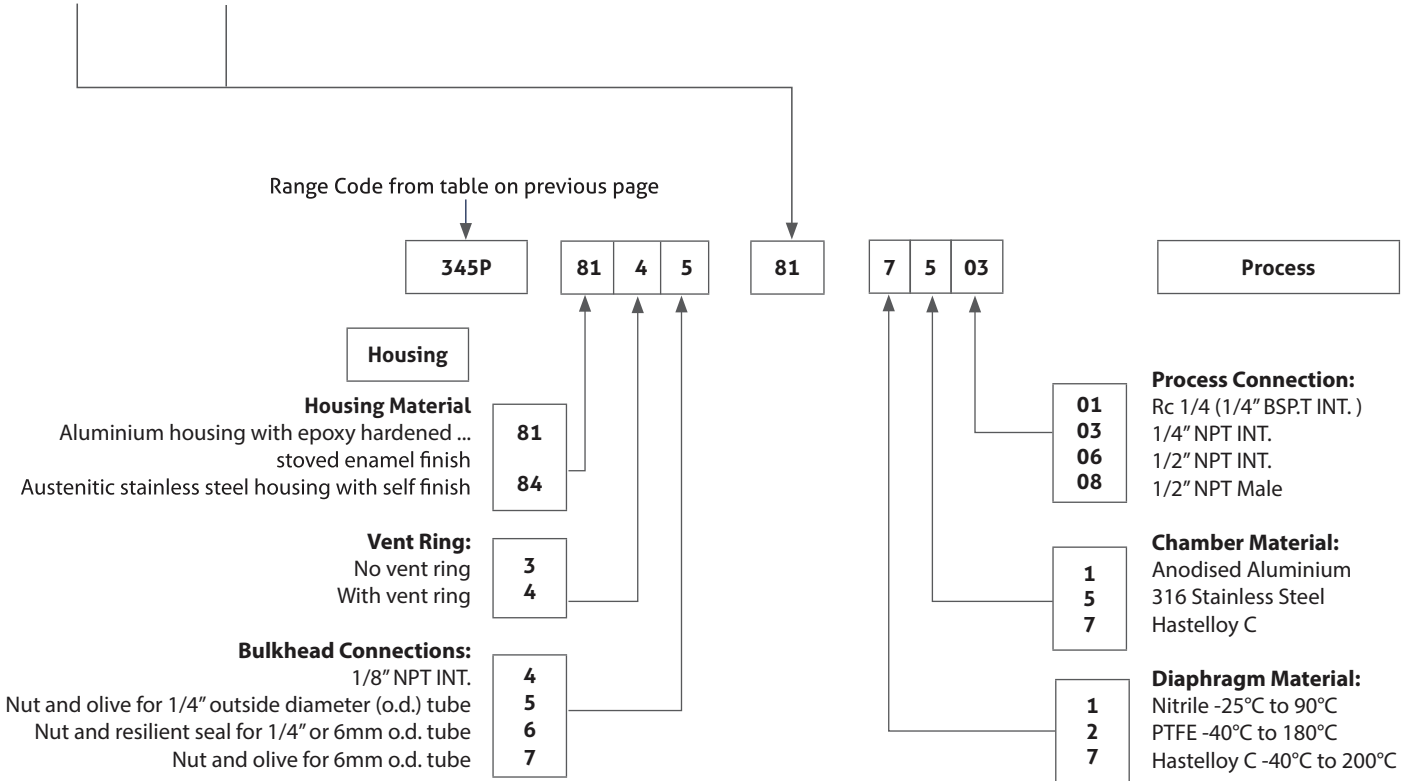 Range Code from table on previous page
345P 81 4 5 81 7 5 03 Process
Housing
Housing Material
Aluminium housing with epoxy hardened ... 81
stoved enamel finish
Austenitic stainless steel housing with self finish 84
Vent Ring:
No vent ring 3
With vent ring 4
Bulkhead Connections:
1/8" NPT INT. 4
Nut and olive for 1/4" outside diameter (o.d.) tube 5
Nut and resilient seal for 1/4" or 6mm o.d. tube 6
Nut and olive for 6mm o.d. tube 7
Process Connection:
01 Rc 1/4 (1/4" BSP.T INT. )
03 1/4" NPT INT.
06 1/2" NPT INT.
08 1/2" NPT Male
Chamber Material:
1 Anodised Aluminium
5 316 Stainless Steel
7 Hastelloy C
Diaphragm Material:
1 Nitrile -25°C to 90°C
2 PTFE -40°C to 180°C
7 Hastelloy C -40°C to 200°C